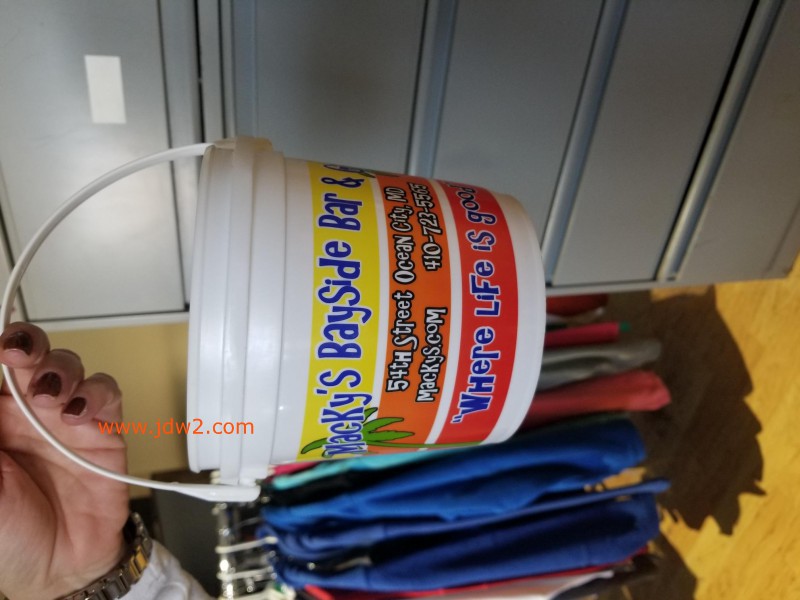 Macky's Bayside Bar &
54th Street Ocean City, MD
Mackys.com 410-723-5565
"Where Life is good
www.jdw2.com